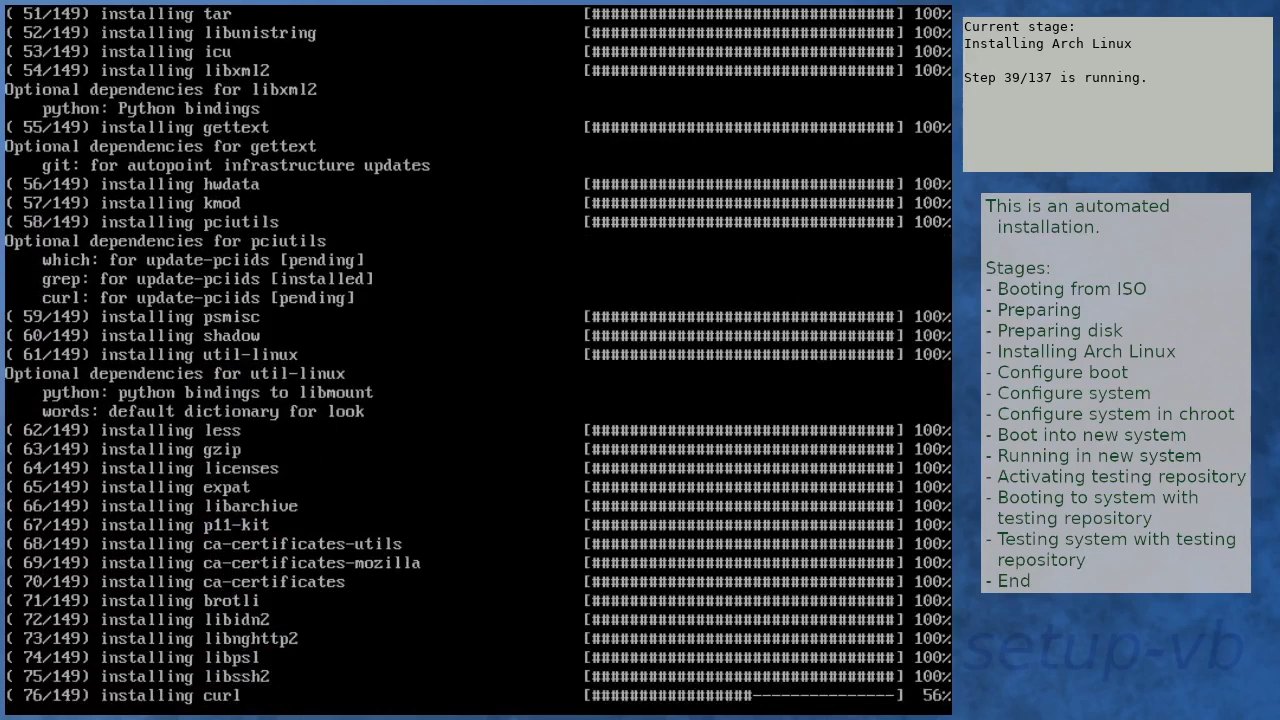 ( 51/149) installing tar [################################] 100%
( 52/149) installing libunistring [################################] 100%
( 53/149) installing icu [################################] 100%
( 54/149) installing libxml2 [################################] 100%
Optional dependencies for libxml2
    python: Python bindings
( 55/149) installing gettext [################################] 100%
Optional dependencies for gettext
    git: for autopoint infrastructure updates
( 56/149) installing hwdata [################################] 100%
( 57/149) installing kmod [################################] 100%
( 58/149) installing pciutils [################################] 100%
Optional dependencies for pciutils
    which: for update-pciids [pending]
    grep: for update-pciids [installed]
    curl: for update-pciids [pending]
( 59/149) installing psmisc [################################] 100%
( 60/149) installing shadow [################################] 100%
( 61/149) installing util-linux [################################] 100%
Optional dependencies for util-linux
    python: python bindings to libmount
    words: default dictionary for look
( 62/149) installing less [################################] 100%
( 63/149) installing gzip [################################] 100%
( 64/149) installing licenses [################################] 100%
( 65/149) installing expat [################################] 100%
( 66/149) installing libarchive [################################] 100%
( 67/149) installing p11-kit [################################] 100%
( 68/149) installing ca-certificates-utils [################################] 100%
( 69/149) installing ca-certificates-mozilla [################################] 100%
( 70/149) installing ca-certificates [################################] 100%
( 71/149) installing brotli [################################] 100%
( 72/149) installing libidn2 [################################] 100%
( 73/149) installing libnghttp2 [################################] 100%
( 74/149) installing libpsl [################################] 100%
( 75/149) installing libssh2 [################################] 100%
( 76/149) installing curl [#################---------------] 56%
Current stage:
Installing Arch Linux
Step 39/137 is running.
This is an automated
installation.
Stages:
- Booting from ISO
- Preparing
- Preparing disk
- Installing Arch Linux
- Configure boot
- Configure system
- Configure system in chroot
- Boot into new system
- Running in new system
- Activating testing repository
- Booting to system with
testing repository
- Testing system with testing
repository
- End
setup-vb